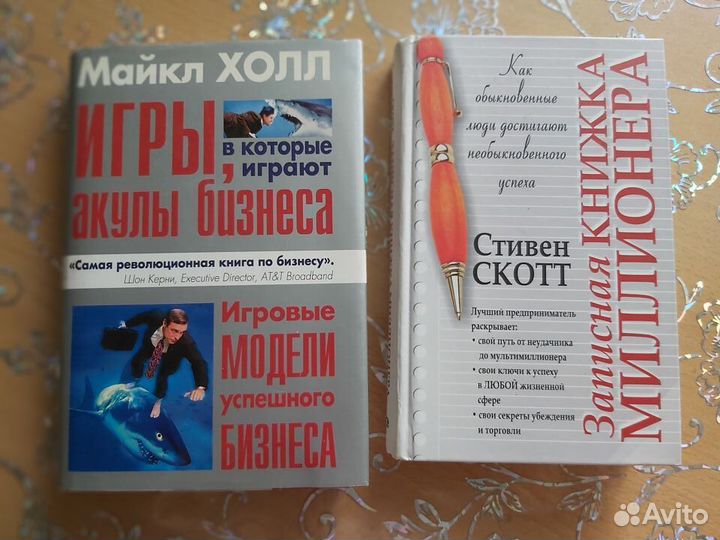 Майкл ХОЛЛ
ИГРЫ,
в которые
играют
акулы бизнеса
«Самая революционная книга по бизнесу».
Шон Керни, Executive Director, AT&T Broadband
Игровые
МОДЕЛИ
успешного
БИЗНЕСА
Как
обыкновенные
люди достигают
необыкновенного
успеха
Стивен
СКОТТ
Лучший предприниматель
раскрывает:
• свой путь от неудачника
до мультимиллионера
• свои ключи к успеху
в ЛЮБОЙ жизненной
сфере
• свои секреты убеждения
и торговли
Записная КНИЖКА
МИЛЛИОНЕРА
Avito